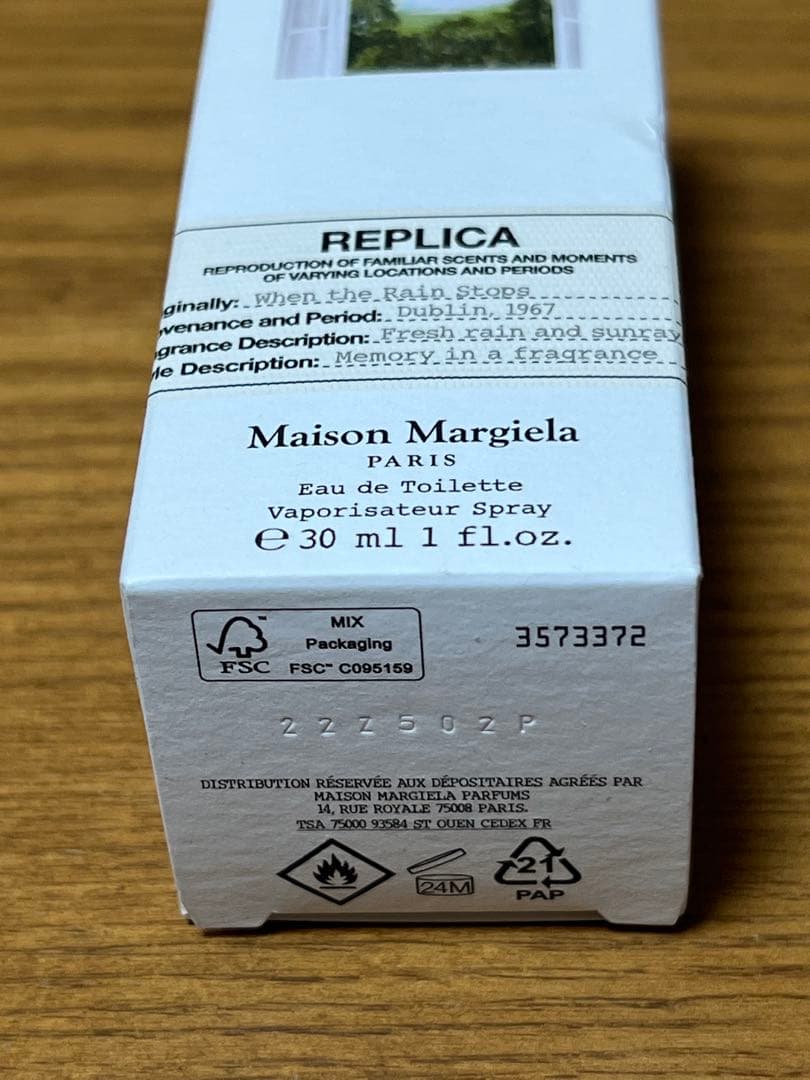 REPLICA
REPRODUCTION OF FAMILIAR SCENTS AND MOMENTS
OF VARYING LOCATIONS AND PERIODS
ginally: When the Rain Stops
venance and Period: Dublin, 1967
grance Description: Fresh rain and sunray
le Description: Memory in a fragrance
Maison Margiela
PARIS
Eau de Toilette
Vaporisateur Spray
℮ 30 ml 1 fl.oz.
FSC™
MIX
Packaging
FSC™ C095159
3573372
22Z502P
DISTRIBUTION RÉSERVÉE AUX DÉPOSITAIRES AGRÉÉS PAR
MAISON MARGIELA PARFUMS
14, RUE ROYALE 75008 PARIS.
TSA 75000 93584 ST OUEN CEDEX FR
24M
21
PAP